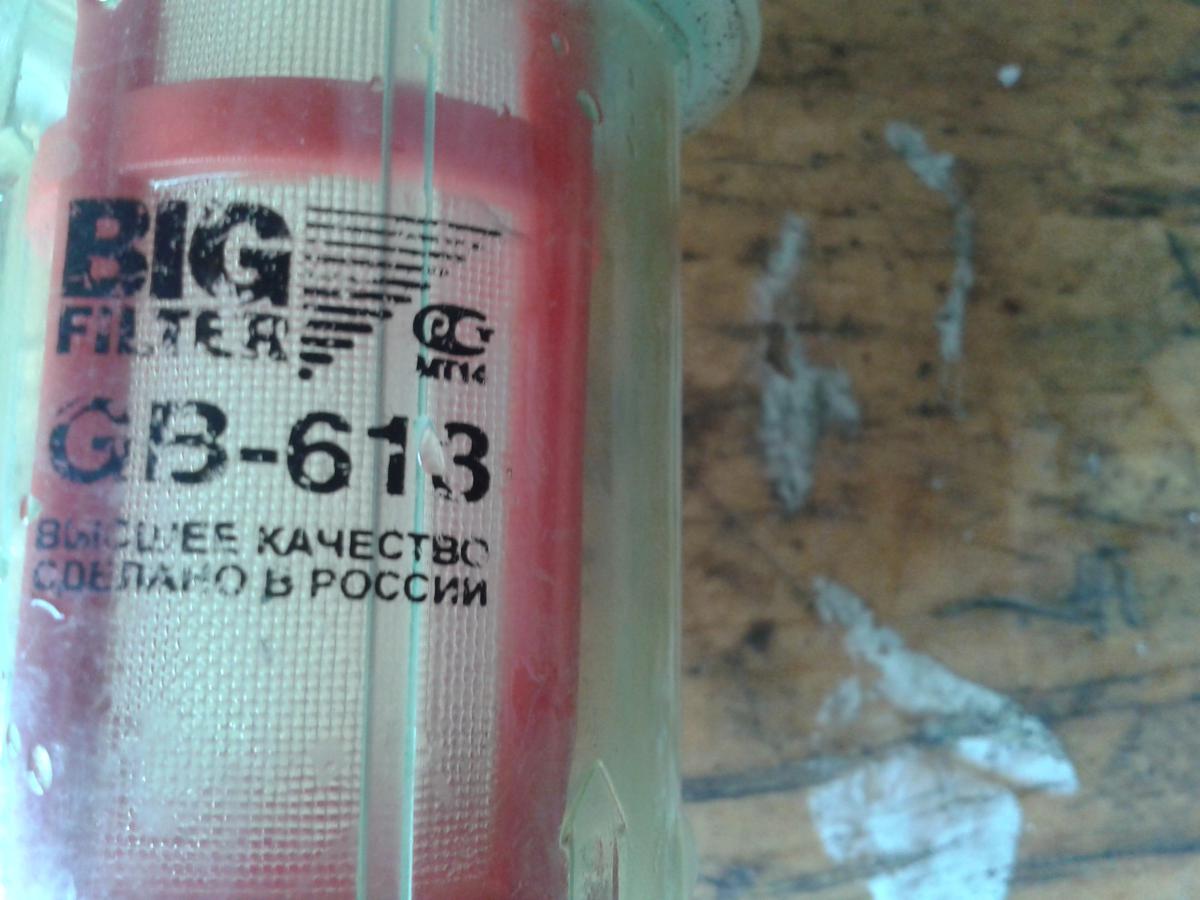 BIG
FILTER
МП14
GB-613
ВЫСШЕЕ КАЧЕСТВО
СДЕЛАНО В РОССИИ